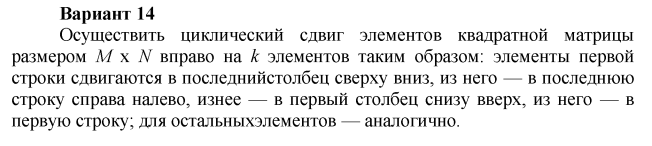 Вариант 14
Осуществить циклический сдвиг элементов квадратной матрицы
размером M x N вправо на k элементов таким образом: элементы первой
строки сдвигаются в последнийстолбец сверху вниз, из него — в последнюю
строку справа налево, изнее — в первый столбец снизу вверх, из него — в
первую строку; для остальныхэлементов — аналогично.